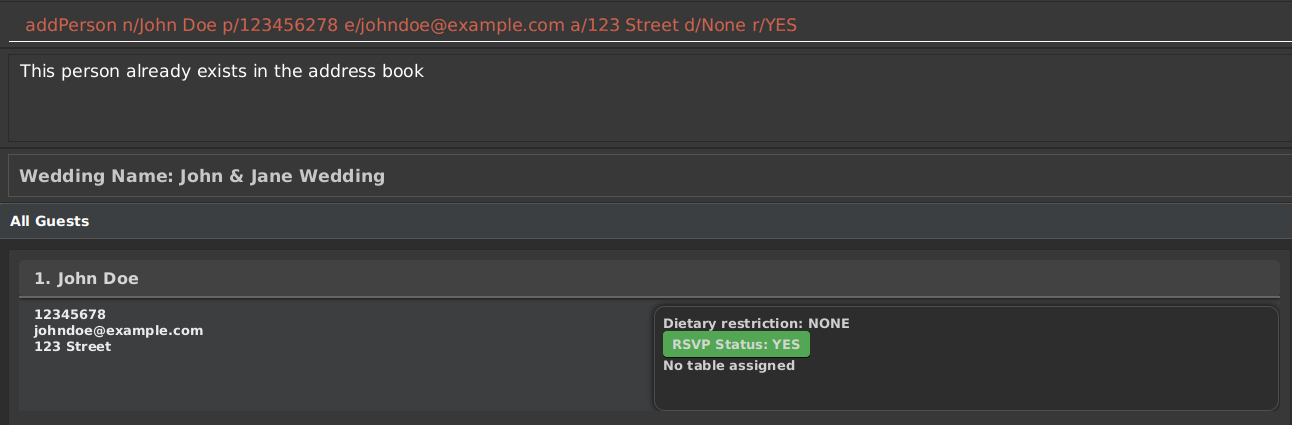 addPerson n/John Doe p/123456278 e/johndoe@example.com a/123 Street d/None r/YES
This person already exists in the address book
Wedding Name: John & Jane Wedding
All Guests
1. John Doe
12345678
johndoe@example.com
123 Street
Dietary restriction: NONE
RSVP Status: YES
No table assigned